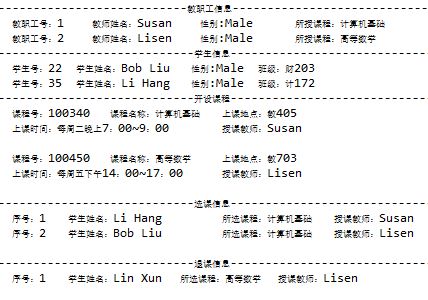 教职工信息
教职工号：1 教师姓名：Susan 性别:Male 所授课程：计算机基础
教职工号：2 教师姓名：Lisen 性别:Male 所授课程：高等数学
学生信息
学生号：22 学生姓名：Bob Liu 性别:Male 班级：财203
学生号：35 学生姓名：Li Hang 性别:Male 班级：计172
开设课程
课程号：100340 课程名称：计算机基础 上课地点：教405
上课时间：每周二晚上7：00~9：00 授课教师：Susan
课程号：100450 课程名称：高等数学 上课地点：教703
上课时间：每周五下午14：00~17：00 授课教师：Lisen
选课信息
序号：1 学生姓名：Li Hang 所选课程：计算机基础 授课教师：Susan
序号：2 学生姓名：Bob Liu 所选课程：计算机基础 授课教师：Lisen
退课信息
序号：1 学生姓名：Lin Xun 所选课程：高等数学 授课教师：Lisen